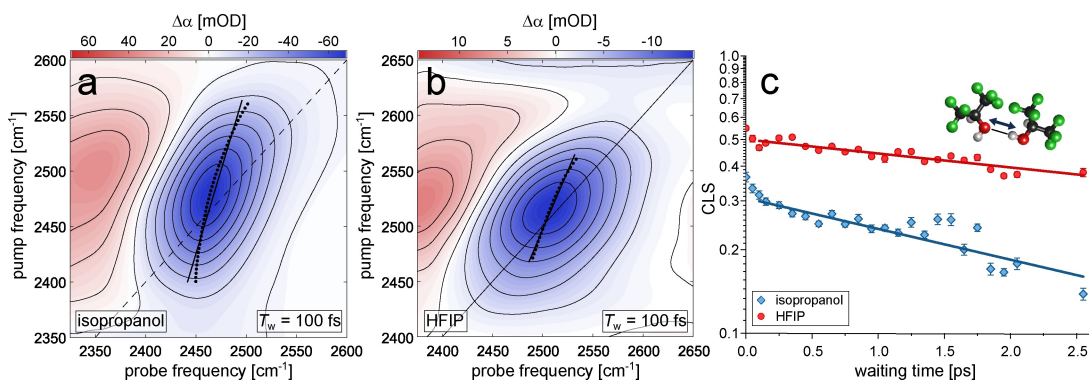 Δα [mOD]
60 40 20 0 -20 -40 -60
a
2600
2550
2500
2450
2400
2350
pump frequency [cm-1]
isopropanol
Tw = 100 fs
2350 2400 2450 2500 2550 2600
probe frequency [cm-1]
Δα [mOD]
10 5 0 -5 -10
b
2650
2600
2550
2500
2450
2400
pump frequency [cm-1]
HFIP
Tw = 100 fs
2400 2450 2500 2550 2600 2650
probe frequency [cm-1]
c
1.0
0.9
0.8
0.7
0.6
0.5
0.4
0.3
0.2
0.1
CLS
isopropanol
HFIP
0.0 0.5 1.0 1.5 2.0 2.5
waiting time [ps]